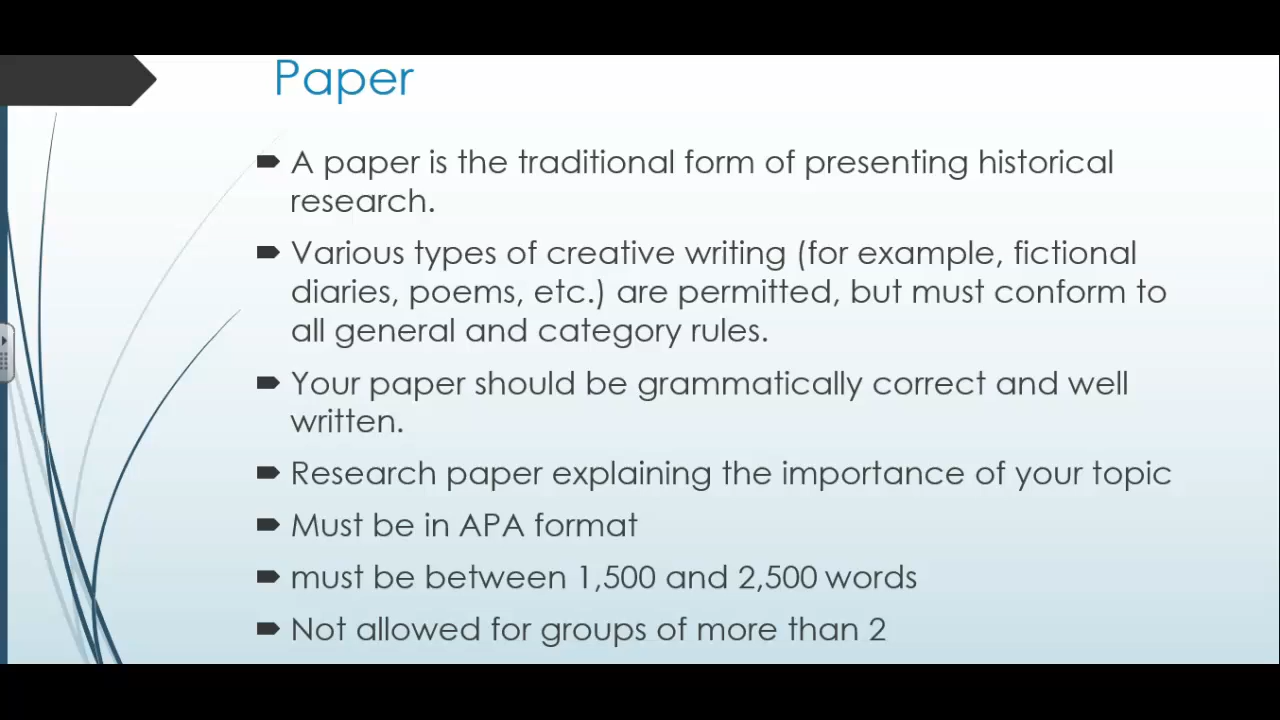 Paper
A paper is the traditional form of presenting historical
research.
Various types of creative writing (for example, fictional
diaries, poems, etc.) are permitted, but must conform to
all general and category rules.
Your paper should be grammatically correct and well
written.
Research paper explaining the importance of your topic
Must be in APA format
must be between 1,500 and 2,500 words
Not allowed for groups of more than 2